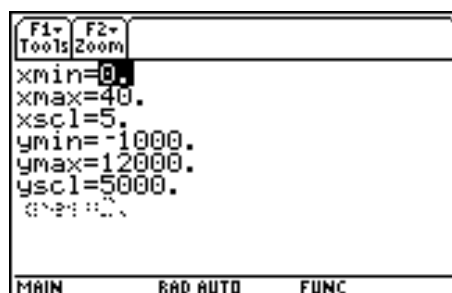 F1▾ F2▾
Tools Zoom
xmin=0.
xmax=40.
xscl=5.
ymin=-1000.
ymax=12000.
yscl=5000.
MAIN RAD AUTO FUNC